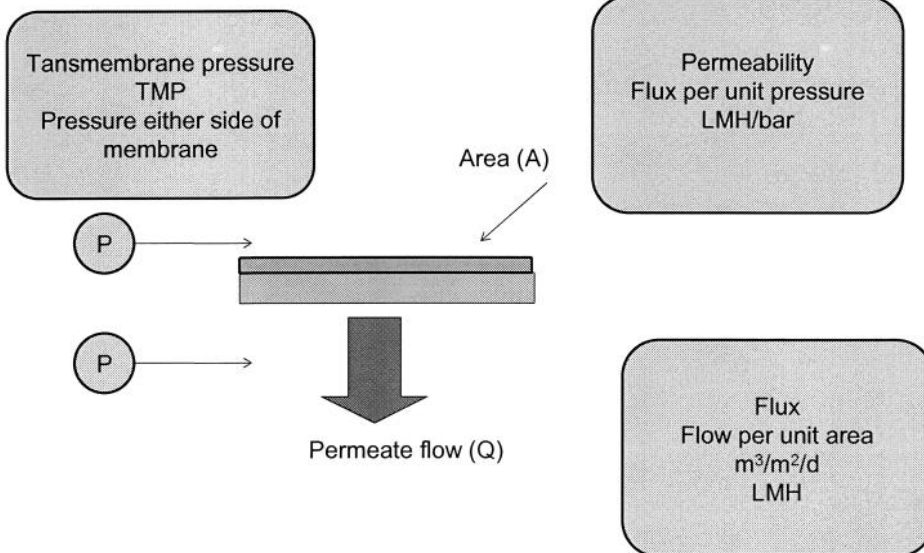 Tansmembrane pressure
TMP
Pressure either side of
membrane
Permeability
Flux per unit pressure
LMH/bar
Area (A)
P
P
Permeate flow (Q)
Flux
Flow per unit area
m³/m²/d
LMH